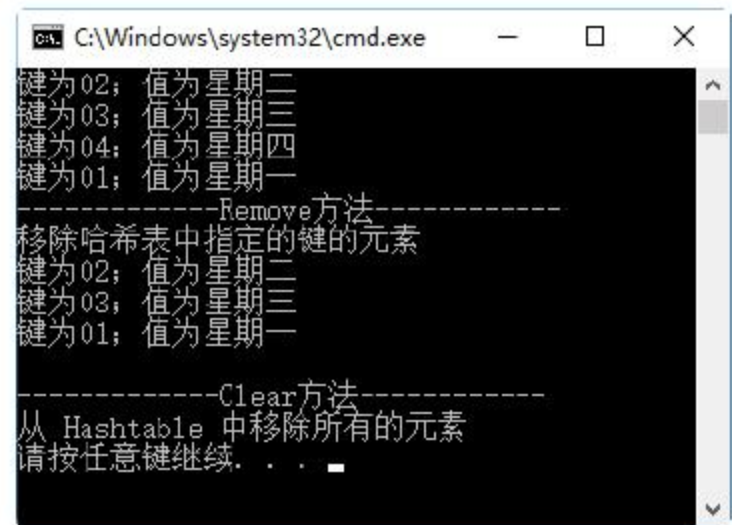 C:\Windows\system32\cmd.exe
键为02；值为星期二
键为03；值为星期三
键为04；值为星期四
键为01；值为星期一
-------------Remove方法------------
移除哈希表中指定的键的元素
键为02；值为星期二
键为03；值为星期三
键为01；值为星期一
-------------Clear方法------------
从 Hashtable 中移除所有的元素
请按任意键继续. . .